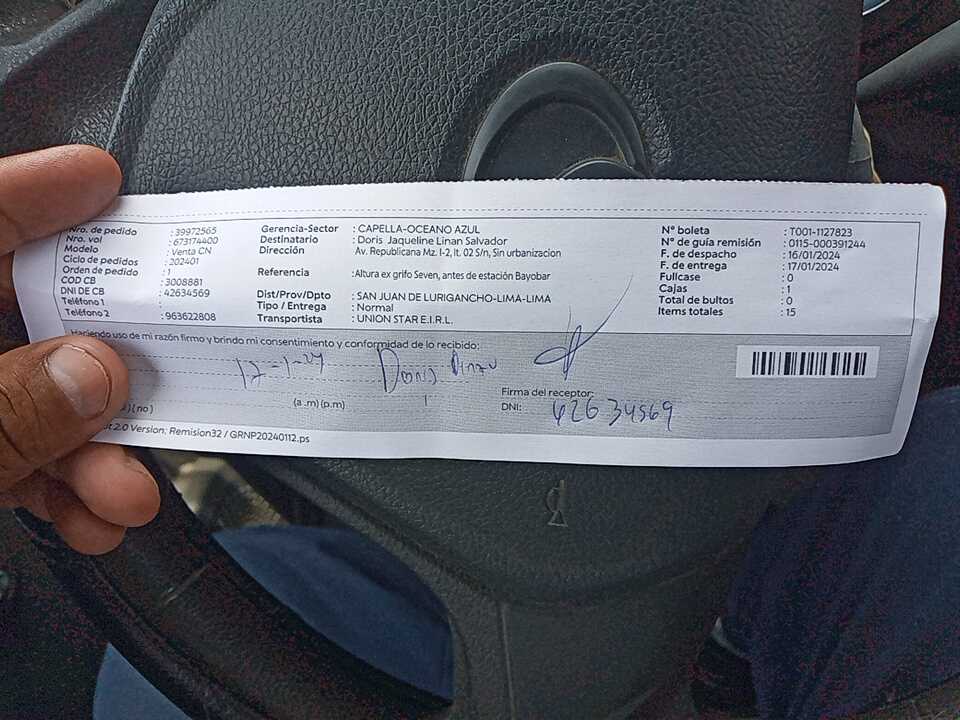 Nro. de pedido : 39972565
Nro. vol : 673174400
Modelo : Venta CN
Ciclo de pedidos : 202401
Orden de pedido : 1
COD CB : 3008881
DNI DE CB : 42634569
Teléfono 1 :
Teléfono 2 : 963622808
Gerencia-Sector : CAPELLA-OCEANO AZUL
Destinatario : Doris Jaqueline Linan Salvador
Dirección : Av. Republicana Mz. I-2, lt. 02 S/n, Sin urbanizacion
Referencia : Altura ex grifo Seven, antes de estación Bayobar
Dist/Prov/Dpto : SAN JUAN DE LURIGANCHO-LIMA-LIMA
Tipo / Entrega : Normal
Transportista : UNION STAR E.I.R.L.
N° boleta : T001-1127823
N° de guía remisión : 0115-000391244
F. de despacho : 16/01/2024
F. de entrega : 17/01/2024
Fullcase : 0
Cajas : 1
Total de bultos : 0
Items totales : 15
Haciendo uso de mi razón firmo y brindo mi consentimiento y conformidad de lo recibido:
Doris
Firma del receptor:
(a.m) (p.m)
DNI: 42634569
) ( no )
2.0 Version: Remision32 / GRNP20240112.ps